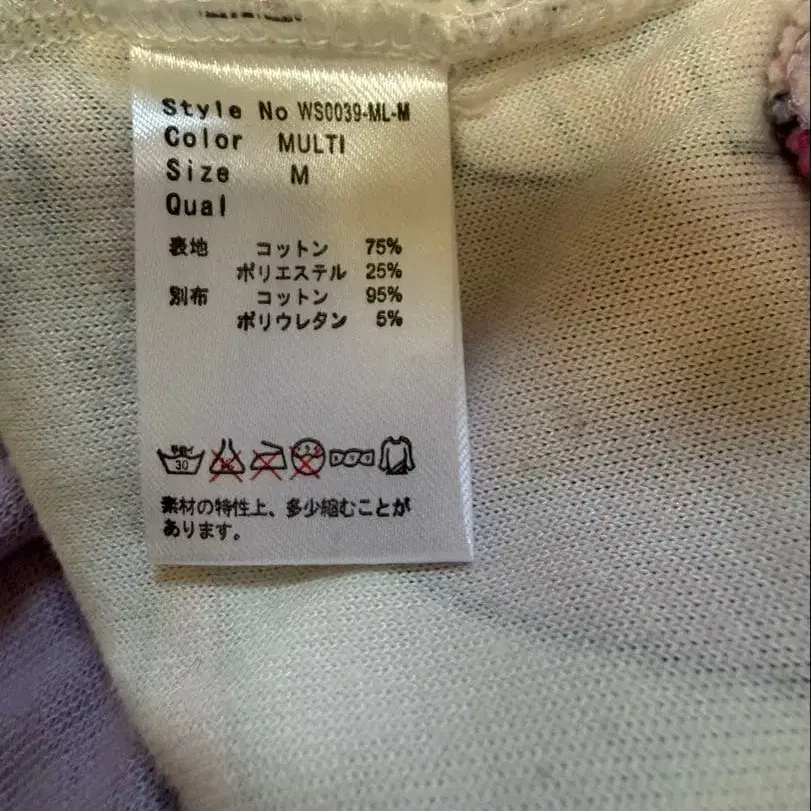 Style No WS0039-ML-M
Color MULTI
Size M
Qual
表地 コットン 75%
ポリエステル 25%
別布 コットン 95%
ポリウレタン 5%
30
素材の特性上、多少縮むことが
あります。